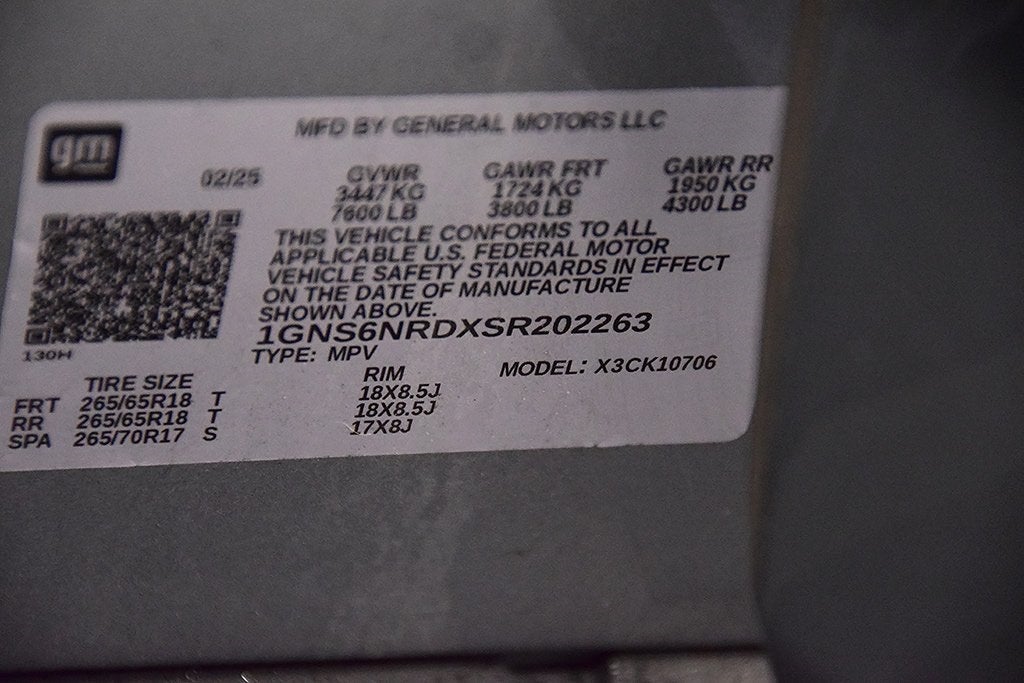 MFD BY GENERAL MOTORS LLC
gm
02/25 GVWR GAWR FRT GAWR RR
3447 KG 1724 KG 1950 KG
7600 LB 3800 LB 4300 LB
THIS VEHICLE CONFORMS TO ALL
APPLICABLE U.S. FEDERAL MOTOR
VEHICLE SAFETY STANDARDS IN EFFECT
ON THE DATE OF MANUFACTURE
SHOWN ABOVE.
1GNS6NRDXSR202263
130H
TYPE: MPV
MODEL: X3CK10706
TIRE SIZE RIM
FRT 265/65R18 T 18X8.5J
RR 265/65R18 T 18X8.5J
SPA 265/70R17 S 17X8J